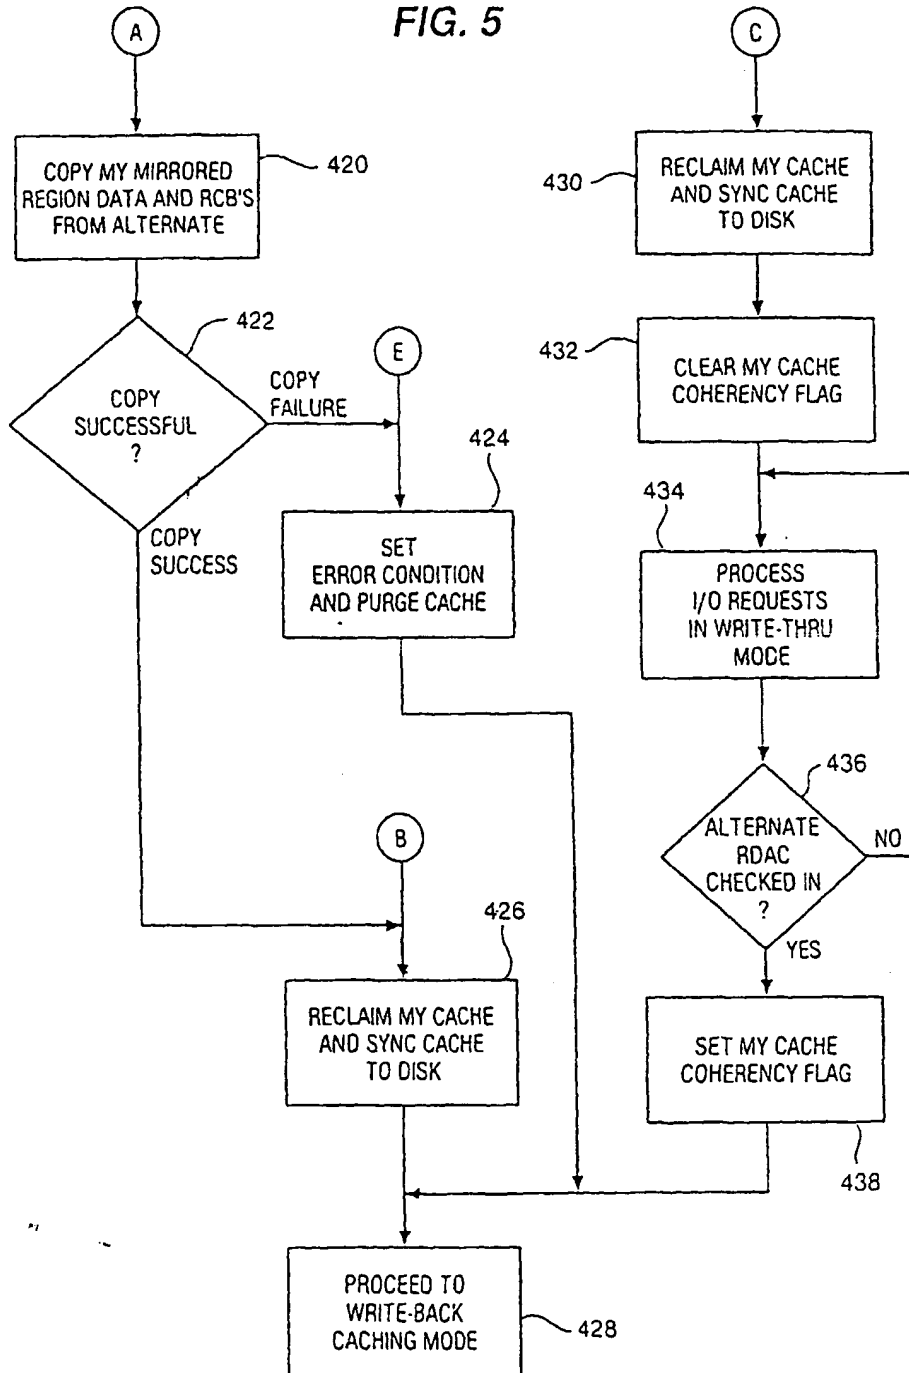 FIG. 5
A
COPY MY MIRRORED
REGION DATA AND RCB'S
FROM ALTERNATE
420
422
COPY
SUCCESSFUL
?
COPY
FAILURE
COPY
SUCCESS
E
424
SET
ERROR CONDITION
AND PURGE CACHE
B
426
RECLAIM MY CACHE
AND SYNC CACHE
TO DISK
PROCEED TO
WRITE-BACK
CACHING MODE
428
C
430
RECLAIM MY CACHE
AND SYNC CACHE
TO DISK
432
CLEAR MY CACHE
COHERENCY FLAG
434
PROCESS
I/O REQUESTS
IN WRITE-THRU
MODE
436
ALTERNATE
RDAC
CHECKED IN
?
NO
YES
SET MY CACHE
COHERENCY FLAG
438